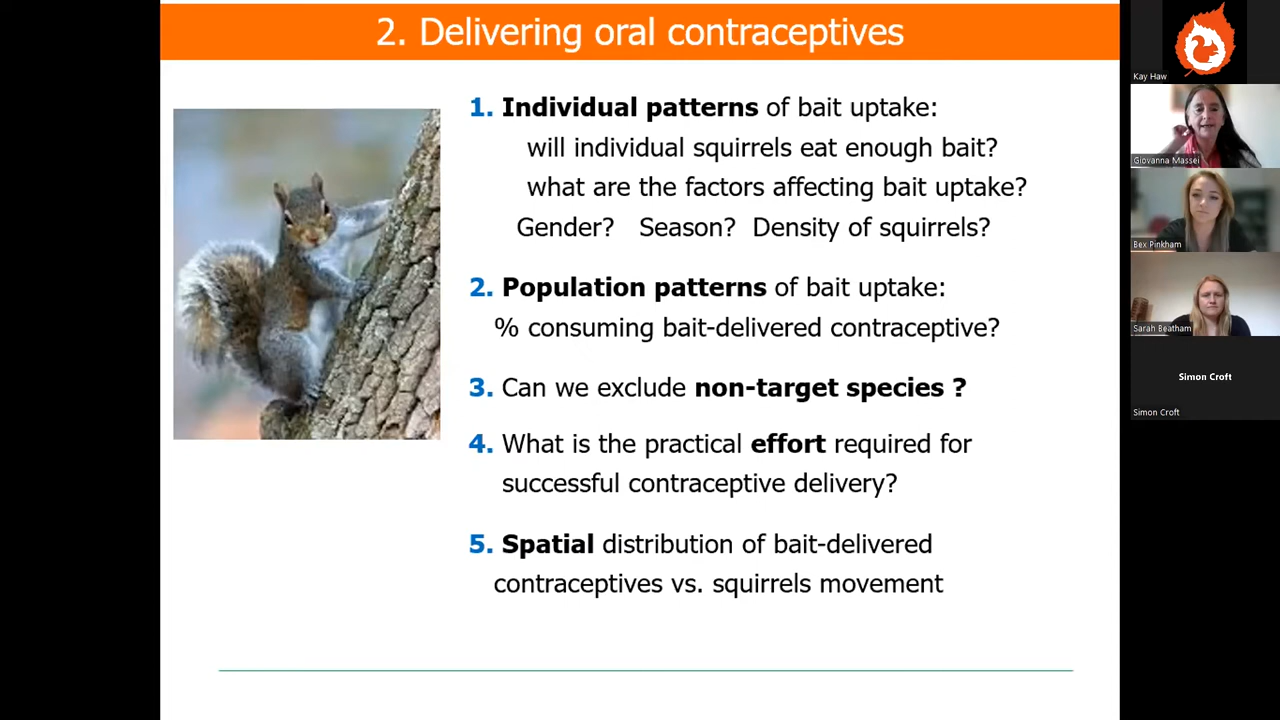 2. Delivering oral contraceptives
1. Individual patterns of bait uptake:
will individual squirrels eat enough bait?
what are the factors affecting bait uptake?
Gender? Season? Density of squirrels?
2. Population patterns of bait uptake:
% consuming bait-delivered contraceptive?
3. Can we exclude non-target species ?
4. What is the practical effort required for
successful contraceptive delivery?
5. Spatial distribution of bait-delivered
contraceptives vs. squirrels movement
Kay Haw
Giovanna Massei
Bex Pinkham
Sarah Beatham
Simon Croft
Simon Croft